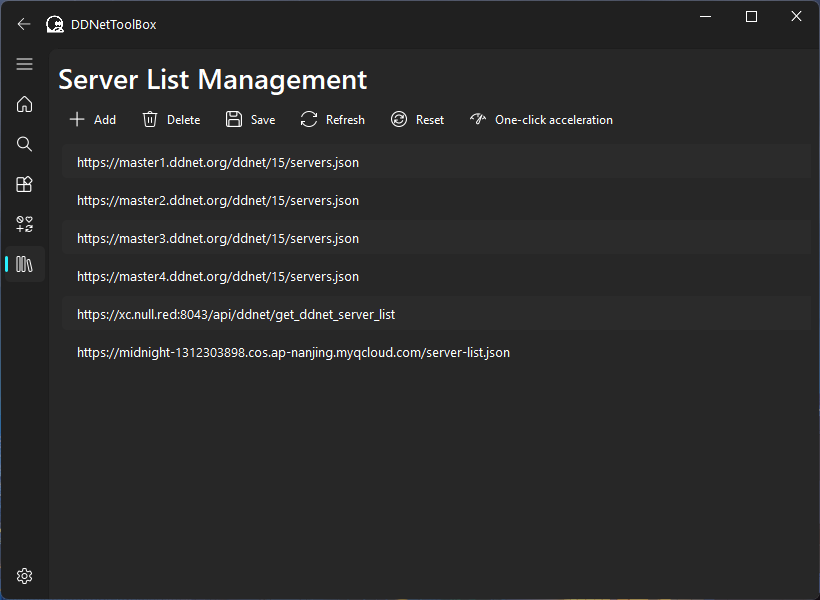 DDNetToolBox
Server List Management
Add Delete Save Refresh Reset One-click acceleration
https://master1.ddnet.org/ddnet/15/servers.json
https://master2.ddnet.org/ddnet/15/servers.json
https://master3.ddnet.org/ddnet/15/servers.json
https://master4.ddnet.org/ddnet/15/servers.json
https://xc.null.red:8043/api/ddnet/get_ddnet_server_list
https://midnight-1312303898.cos.ap-nanjing.myqcloud.com/server-list.json